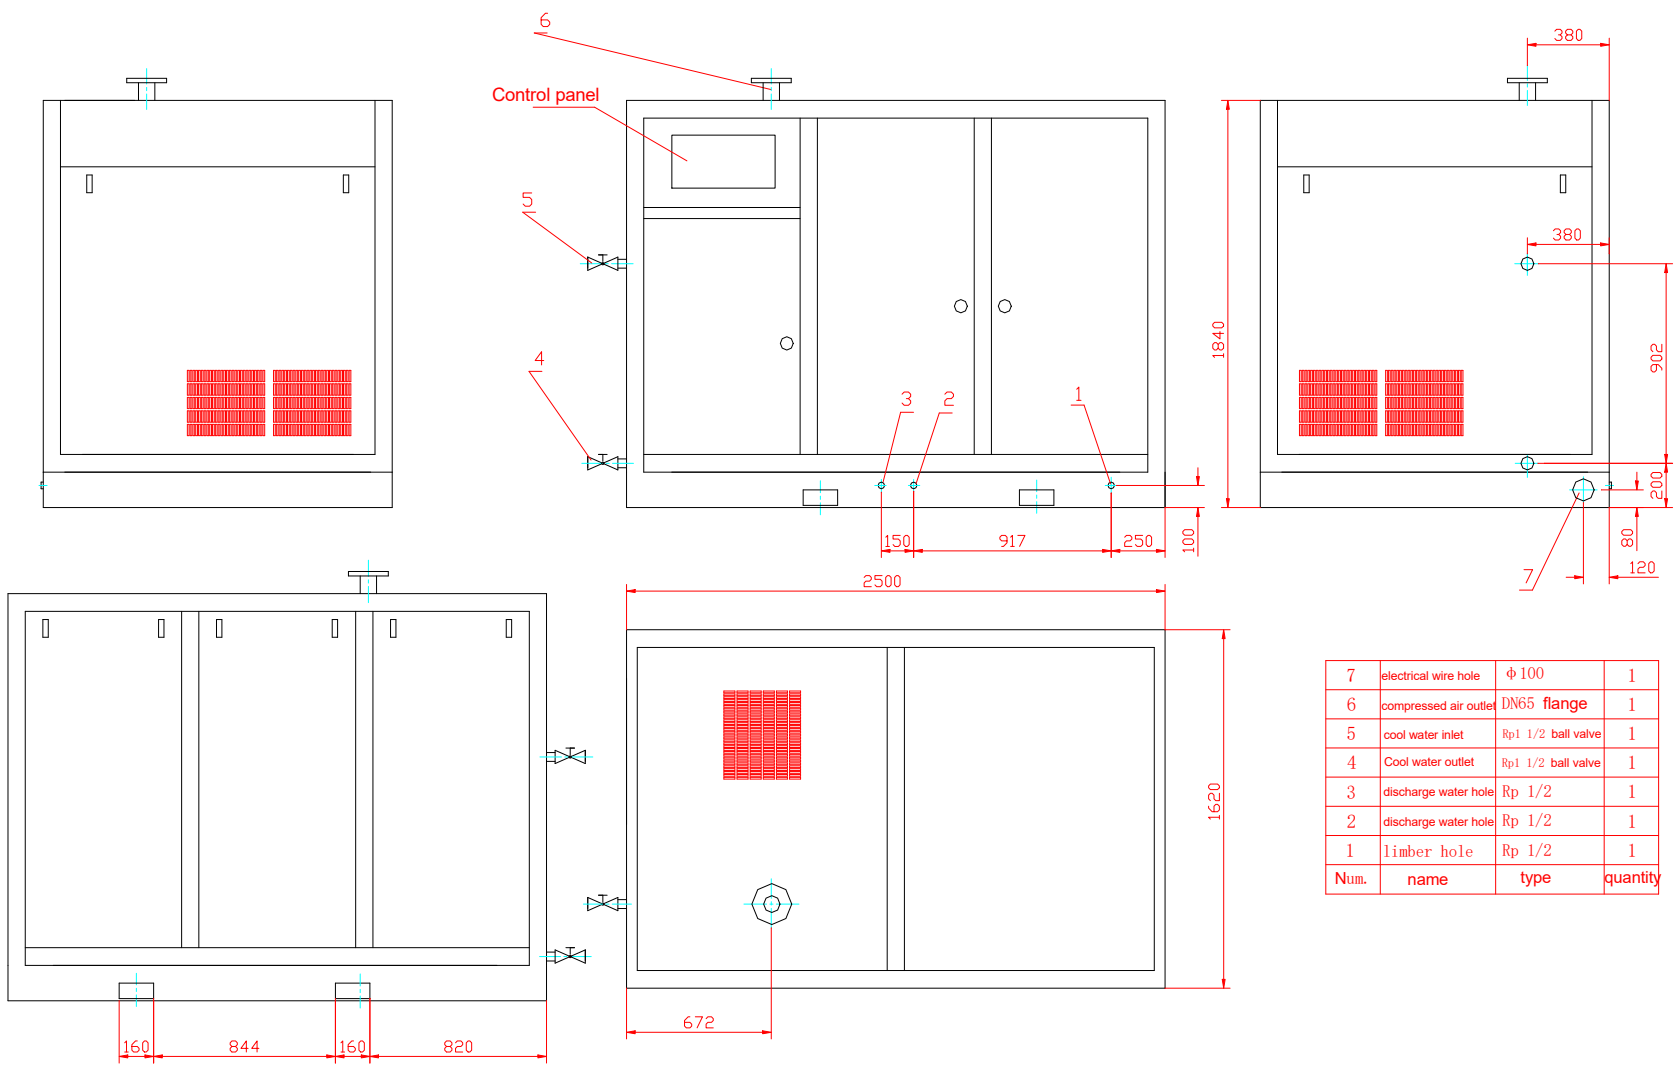 6
380
Control panel
5
380
1840
902
4
3
2
1
200
150
917
250
100
80
7
120
2500
1620
672
160
844
160
820
7 electrical wire hole ϕ100 1
6 compressed air outlet DN65 flange 1
5 cool water inlet Rp1 1/2 ball valve 1
4 Cool water outlet Rp1 1/2 ball valve 1
3 discharge water hole Rp 1/2 1
2 discharge water hole Rp 1/2 1
1 limber hole Rp 1/2 1
Num. name type quantity